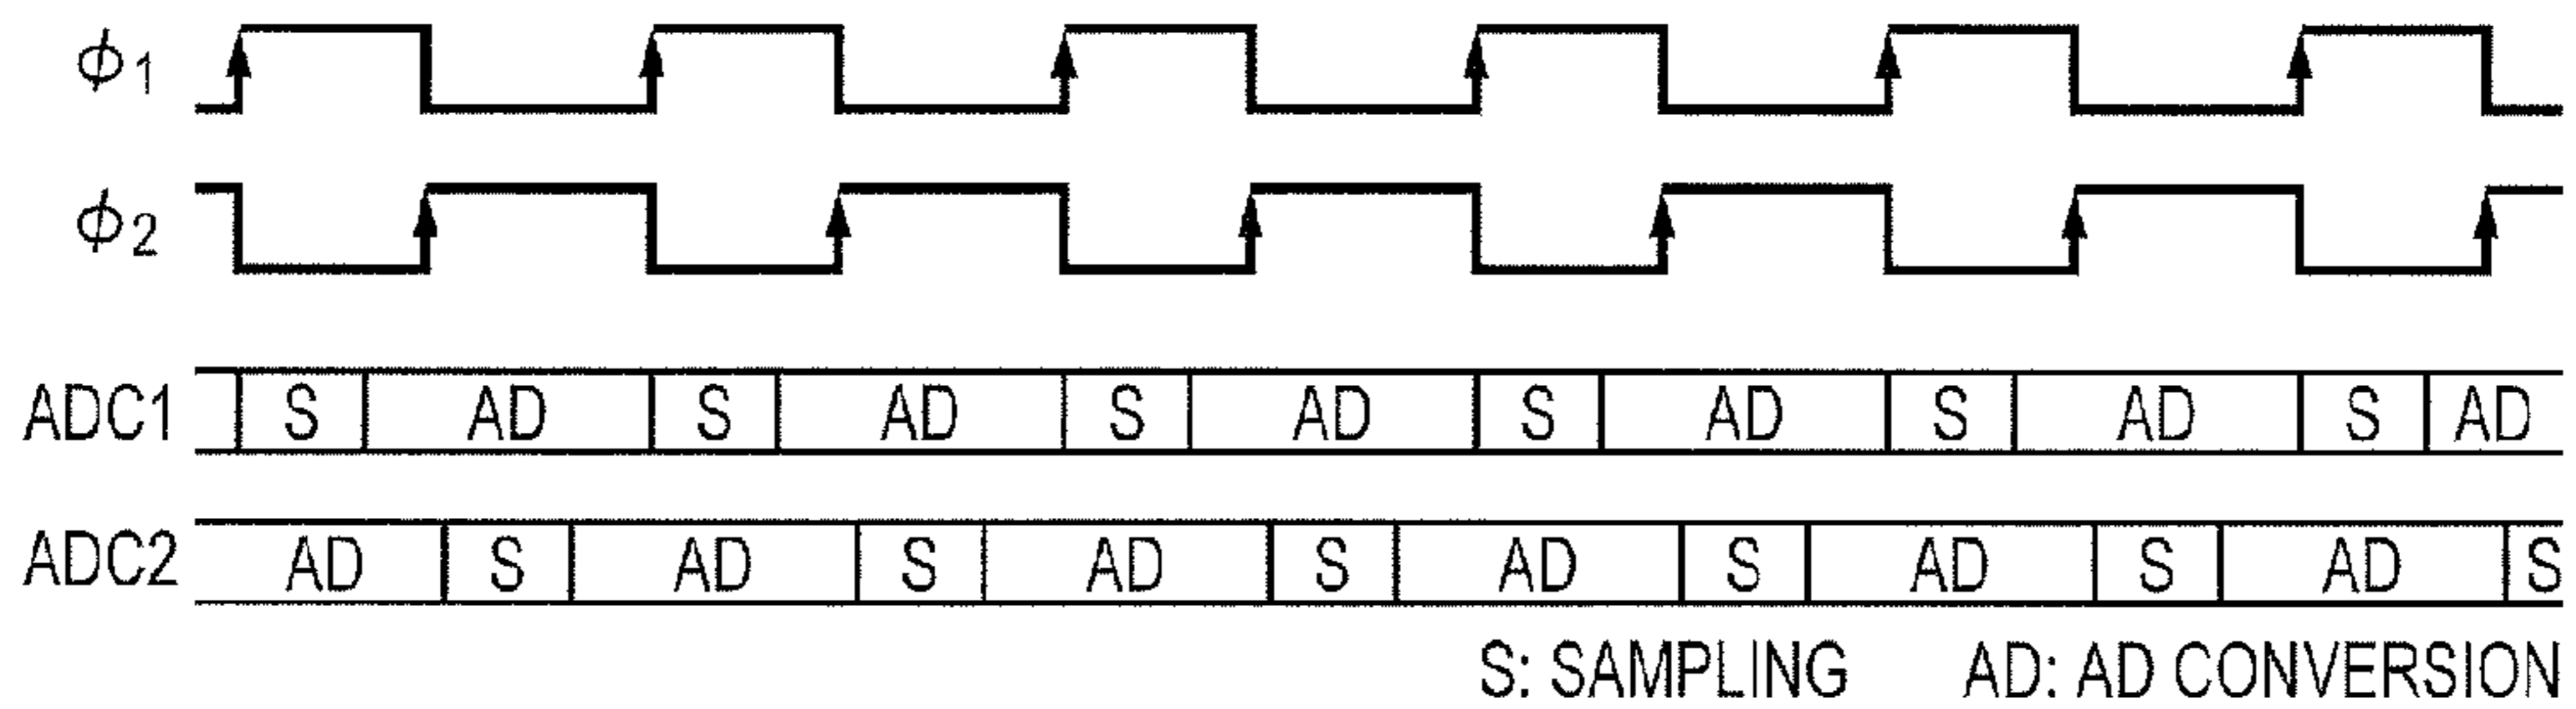 ϕ1
ϕ2
ADC1 S AD S AD S AD S AD S AD S AD
ADC2 AD S AD S AD S AD S AD S AD S
S: SAMPLING AD: AD CONVERSION